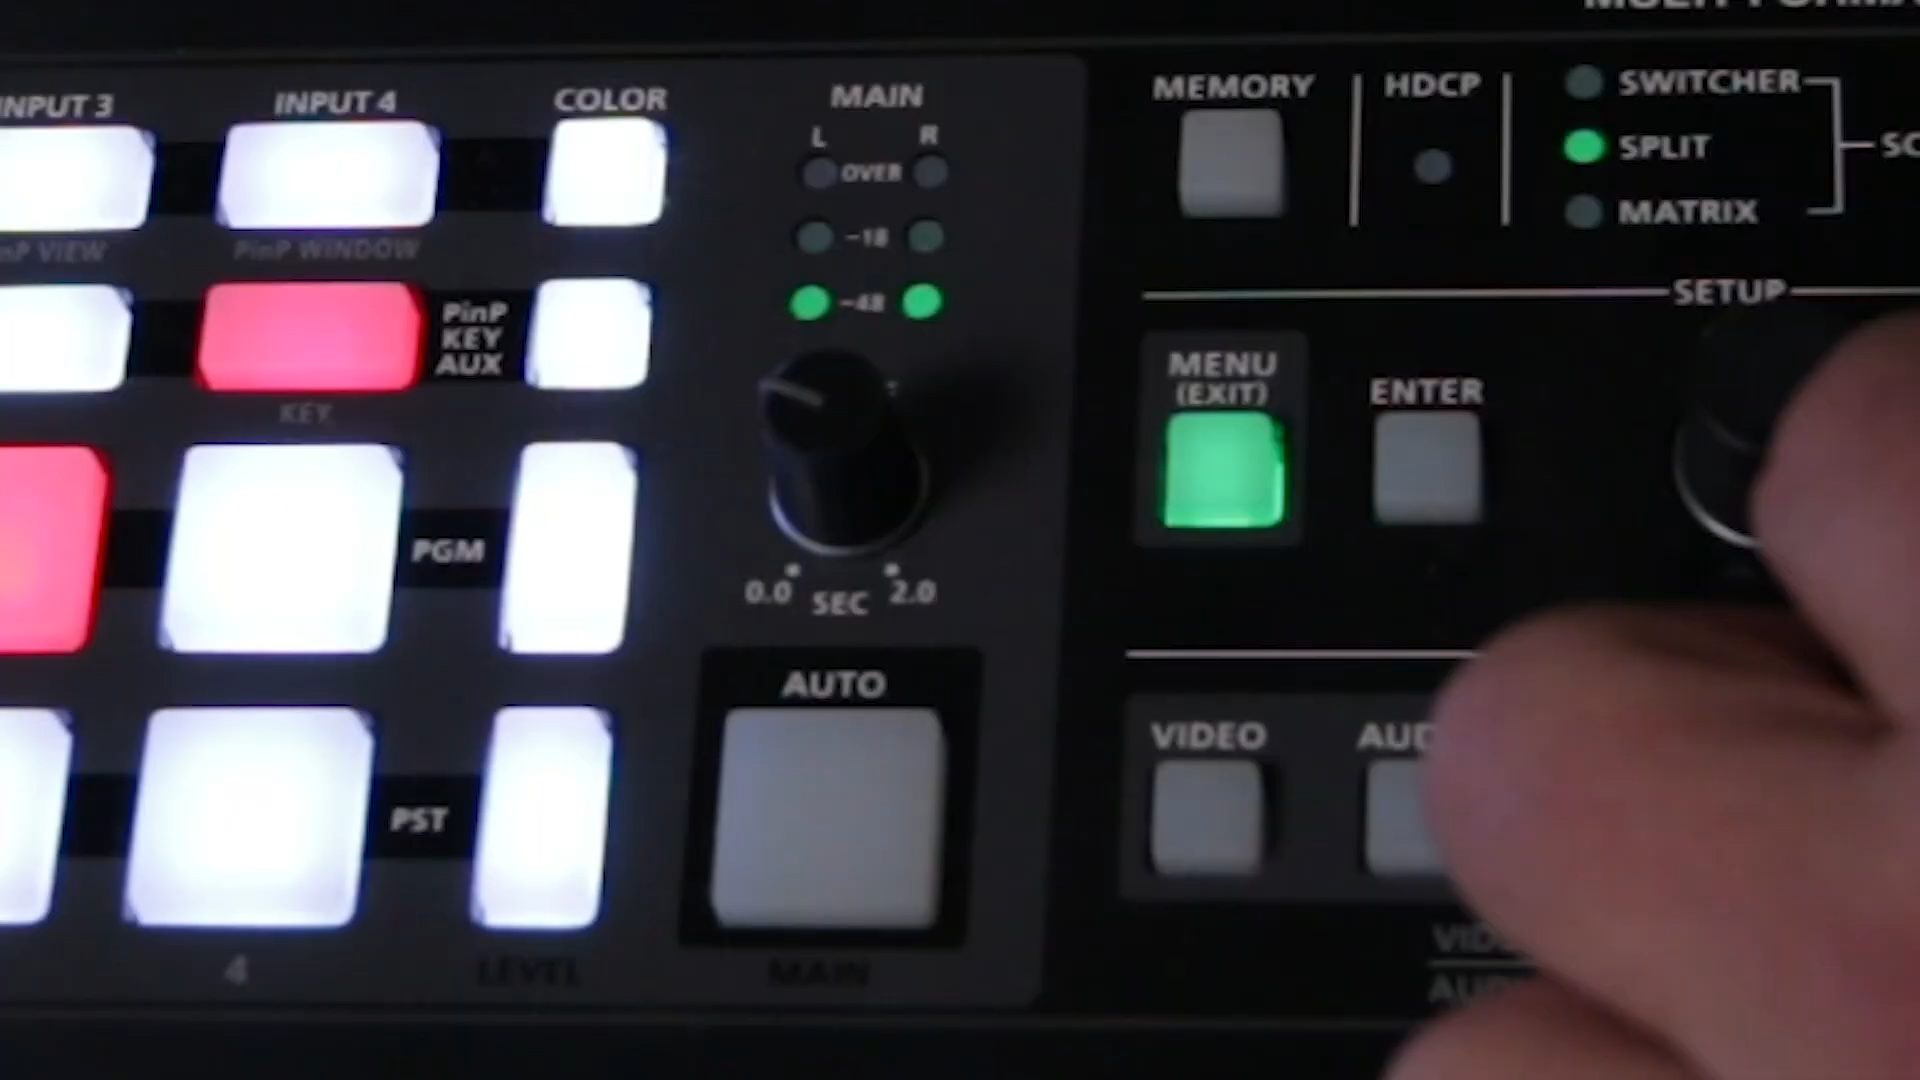 INPUT 3
INPUT 4
COLOR
MAIN
L
R
OVER
-18
-48
MEMORY
HDCP
SWITCHER
SPLIT
MATRIX
SETUP
PinP WINDOW
VIEW
PinP
KEY
AUX
KEY
MENU
(EXIT)
ENTER
PGM
0.0
SEC
2.0
AUTO
VIDEO
PST
4
LEVEL
MAIN